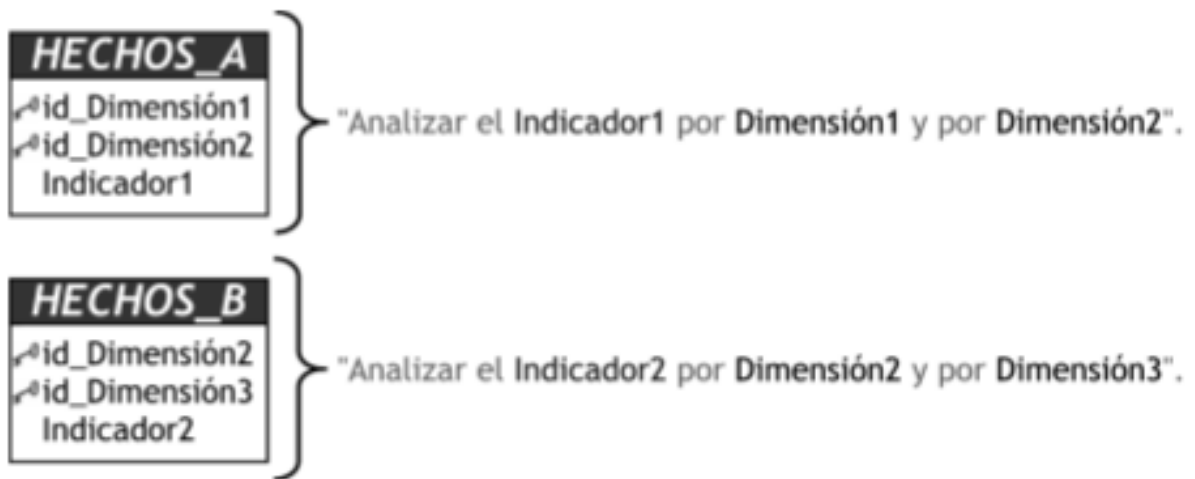 HECHOS_A
id_Dimensión1
id_Dimensión2
Indicador1
"Analizar el Indicador1 por Dimensión1 y por Dimensión2".
HECHOS_B
id_Dimensión2
id_Dimensión3
Indicador2
"Analizar el Indicador2 por Dimensión2 y por Dimensión3".